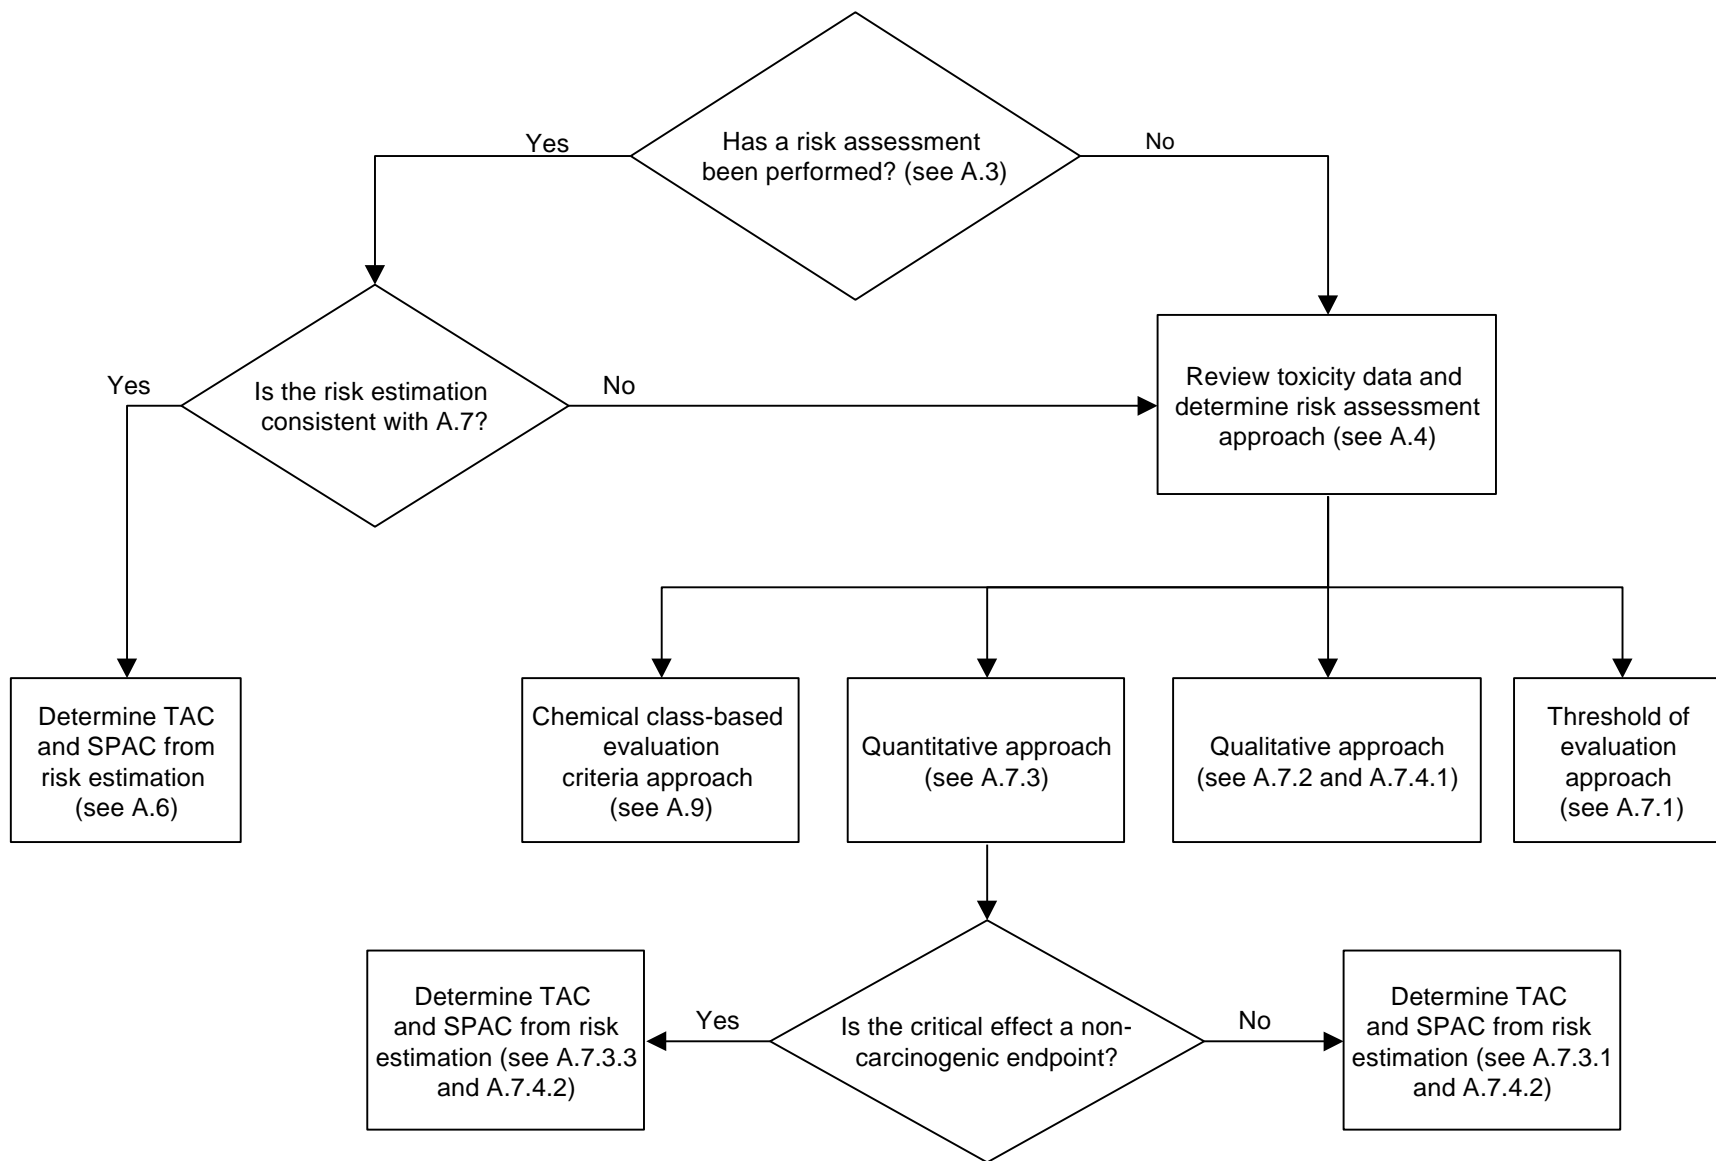 Has a risk assessment
been performed? (see A.3)
Yes
No
Is the risk estimation
consistent with A.7?
Yes
No
Review toxicity data and
determine risk assessment
approach (see A.4)
Determine TAC
and SPAC from
risk estimation
(see A.6)
Chemical class-based
evaluation
criteria approach
(see A.9)
Quantitative approach
(see A.7.3)
Qualitative approach
(see A.7.2 and A.7.4.1)
Threshold of
evaluation
approach
(see A.7.1)
Determine TAC
and SPAC from risk
estimation (see A.7.3.3
and A.7.4.2)
Yes
Is the critical effect a non-
carcinogenic endpoint?
No
Determine TAC
and SPAC from risk
estimation (see A.7.3.1
and A.7.4.2)